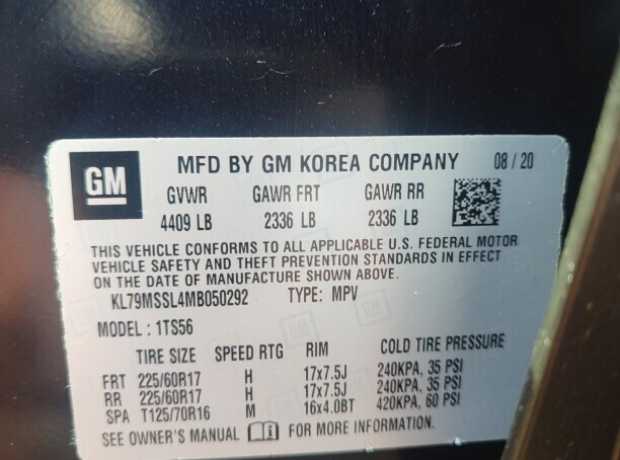 GM MFD BY GM KOREA COMPANY 08 / 20
GVWR GAWR FRT GAWR RR
4409 LB 2336 LB 2336 LB
THIS VEHICLE CONFORMS TO ALL APPLICABLE U.S. FEDERAL MOTOR
VEHICLE SAFETY AND THEFT PREVENTION STANDARDS IN EFFECT
ON THE DATE OF MANUFACTURE SHOWN ABOVE.
KL79MSSL4MB050292 TYPE: MPV
MODEL : 1TS56
TIRE SIZE SPEED RTG RIM COLD TIRE PRESSURE
FRT 225/60R17 H 17x7.5J 240KPA, 35 PSI
RR 225/60R17 H 17x7.5J 240KPA, 35 PSI
SPA T125/70R16 M 16x4.0BT 420KPA, 60 PSI
SEE OWNER'S MANUAL FOR MORE INFORMATION.